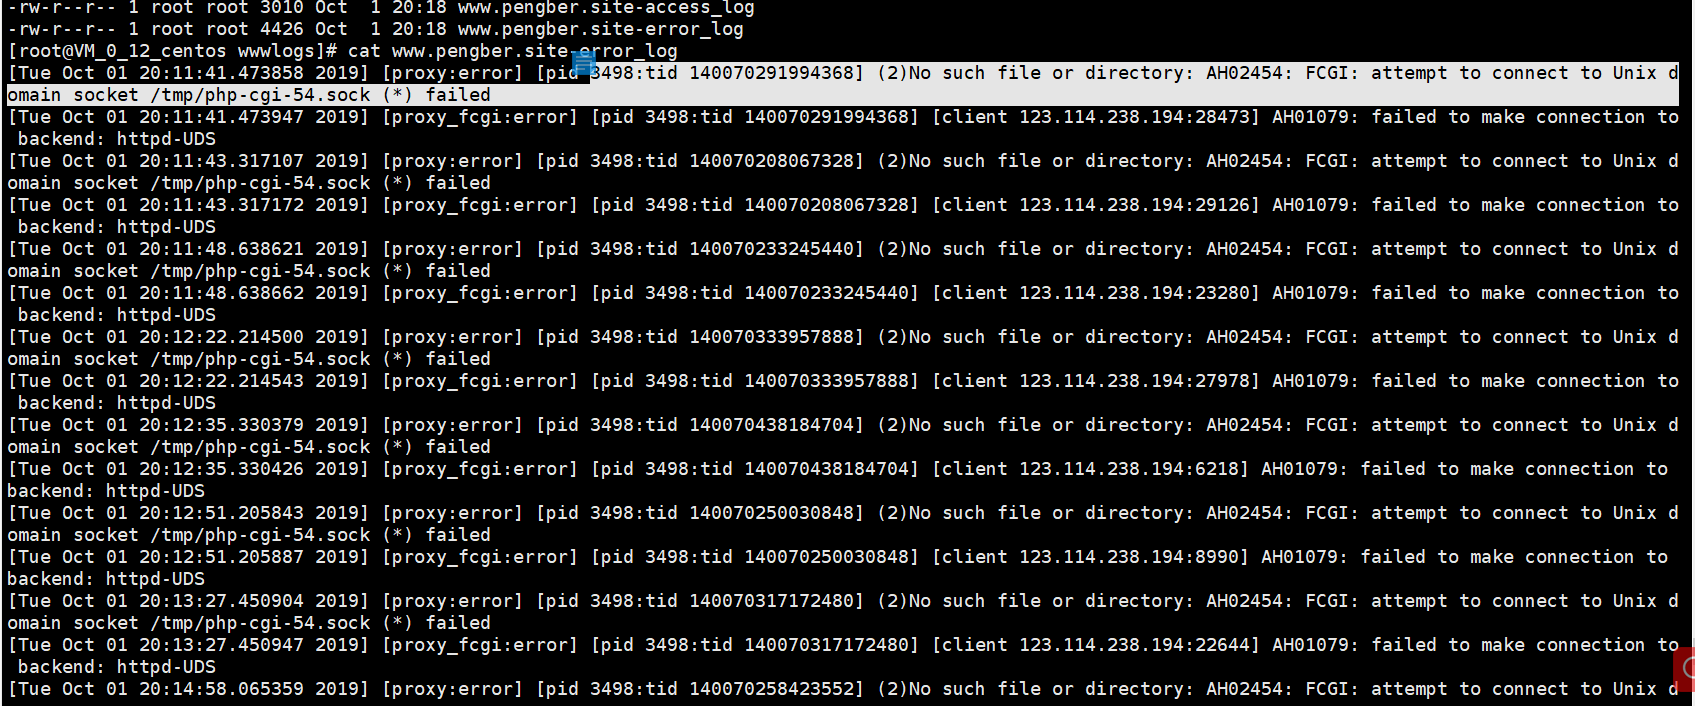 -rw-r--r-- 1 root root 3010 Oct  1 20:18 www.pengber.site-access_log
-rw-r--r-- 1 root root 4426 Oct  1 20:18 www.pengber.site-error_log
[root@VM_0_12_centos wwwlogs]# cat www.pengber.site-error_log
[Tue Oct 01 20:11:41.473858 2019] [proxy:error] [pid 3498:tid 140070291994368] (2)No such file or directory: AH02454: FCGI: attempt to connect to Unix d
omain socket /tmp/php-cgi-54.sock (*) failed
[Tue Oct 01 20:11:41.473947 2019] [proxy_fcgi:error] [pid 3498:tid 140070291994368] [client 123.114.238.194:28473] AH01079: failed to make connection to
 backend: httpd-UDS
[Tue Oct 01 20:11:43.317107 2019] [proxy:error] [pid 3498:tid 140070208067328] (2)No such file or directory: AH02454: FCGI: attempt to connect to Unix d
omain socket /tmp/php-cgi-54.sock (*) failed
[Tue Oct 01 20:11:43.317172 2019] [proxy_fcgi:error] [pid 3498:tid 140070208067328] [client 123.114.238.194:29126] AH01079: failed to make connection to
 backend: httpd-UDS
[Tue Oct 01 20:11:48.638621 2019] [proxy:error] [pid 3498:tid 140070233245440] (2)No such file or directory: AH02454: FCGI: attempt to connect to Unix d
omain socket /tmp/php-cgi-54.sock (*) failed
[Tue Oct 01 20:11:48.638662 2019] [proxy_fcgi:error] [pid 3498:tid 140070233245440] [client 123.114.238.194:23280] AH01079: failed to make connection to
 backend: httpd-UDS
[Tue Oct 01 20:12:22.214500 2019] [proxy:error] [pid 3498:tid 140070333957888] (2)No such file or directory: AH02454: FCGI: attempt to connect to Unix d
omain socket /tmp/php-cgi-54.sock (*) failed
[Tue Oct 01 20:12:22.214543 2019] [proxy_fcgi:error] [pid 3498:tid 140070333957888] [client 123.114.238.194:27978] AH01079: failed to make connection to
 backend: httpd-UDS
[Tue Oct 01 20:12:35.330379 2019] [proxy:error] [pid 3498:tid 140070438184704] (2)No such file or directory: AH02454: FCGI: attempt to connect to Unix d
omain socket /tmp/php-cgi-54.sock (*) failed
[Tue Oct 01 20:12:35.330426 2019] [proxy_fcgi:error] [pid 3498:tid 140070438184704] [client 123.114.238.194:6218] AH01079: failed to make connection to
backend: httpd-UDS
[Tue Oct 01 20:12:51.205843 2019] [proxy:error] [pid 3498:tid 140070250030848] (2)No such file or directory: AH02454: FCGI: attempt to connect to Unix d
omain socket /tmp/php-cgi-54.sock (*) failed
[Tue Oct 01 20:12:51.205887 2019] [proxy_fcgi:error] [pid 3498:tid 140070250030848] [client 123.114.238.194:8990] AH01079: failed to make connection to
backend: httpd-UDS
[Tue Oct 01 20:13:27.450904 2019] [proxy:error] [pid 3498:tid 140070317172480] (2)No such file or directory: AH02454: FCGI: attempt to connect to Unix d
omain socket /tmp/php-cgi-54.sock (*) failed
[Tue Oct 01 20:13:27.450947 2019] [proxy_fcgi:error] [pid 3498:tid 140070317172480] [client 123.114.238.194:22644] AH01079: failed to make connection to
 backend: httpd-UDS
[Tue Oct 01 20:14:58.065359 2019] [proxy:error] [pid 3498:tid 140070258423552] (2)No such file or directory: AH02454: FCGI: attempt to connect to Unix d